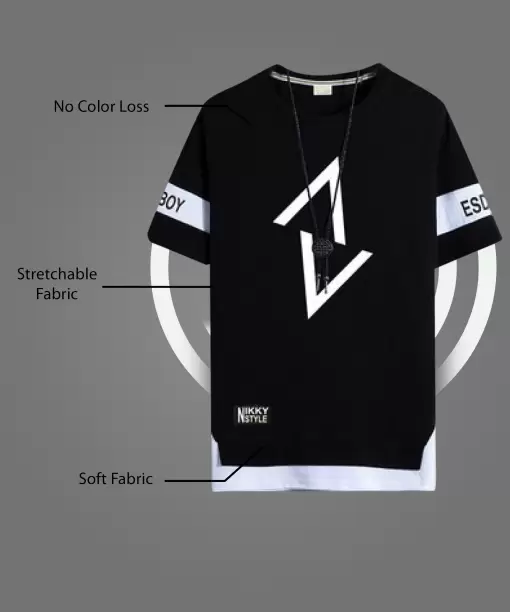 No Color Loss
BOY
ESD
Stretchable
Fabric
NIKKY
STYLE
Soft Fabric